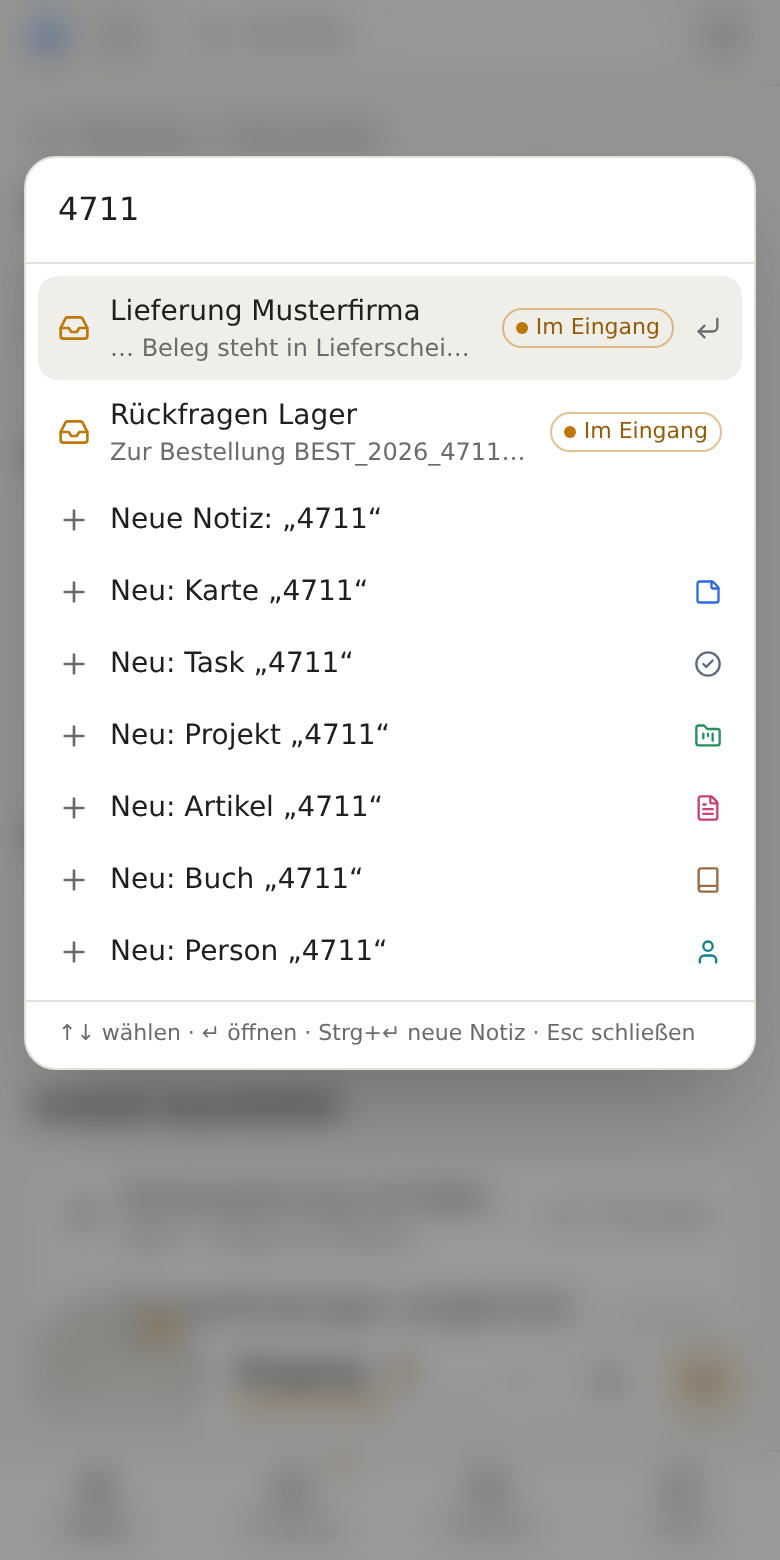 4711
Lieferung Musterfirma
Im Eingang
… Beleg steht in Lieferschei…
Rückfragen Lager
Im Eingang
Zur Bestellung BEST_2026_4711…
Neue Notiz: „4711“
Neu: Karte „4711“
Neu: Task „4711“
Neu: Projekt „4711“
Neu: Artikel „4711“
Neu: Buch „4711“
Neu: Person „4711“
↑↓ wählen · ↵ öffnen · Strg+↵ neue Notiz · Esc schließen